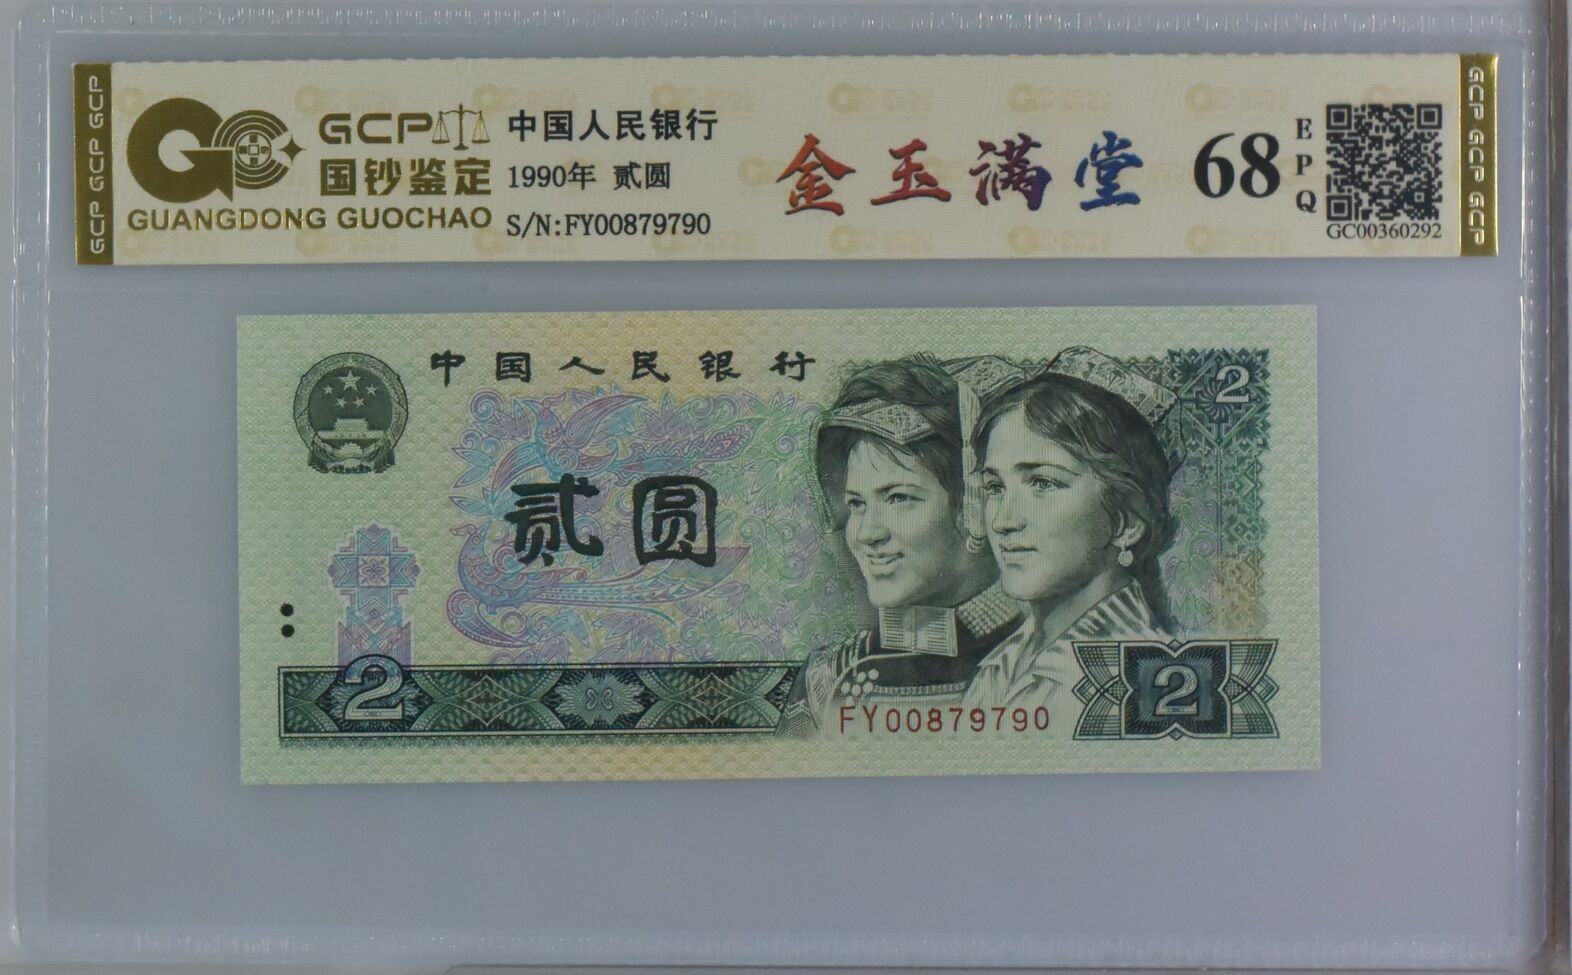 GCP GCP GCP
GCP
国钞鉴定
GUANGDONG GUOCHAO
中国人民银行
1990年 贰圆
S/N:FY00879790
金玉满堂
68
EPQ
GC00360292
GCP GCP GCP
中国人民银行
2
贰圆
2
2
FY00879790